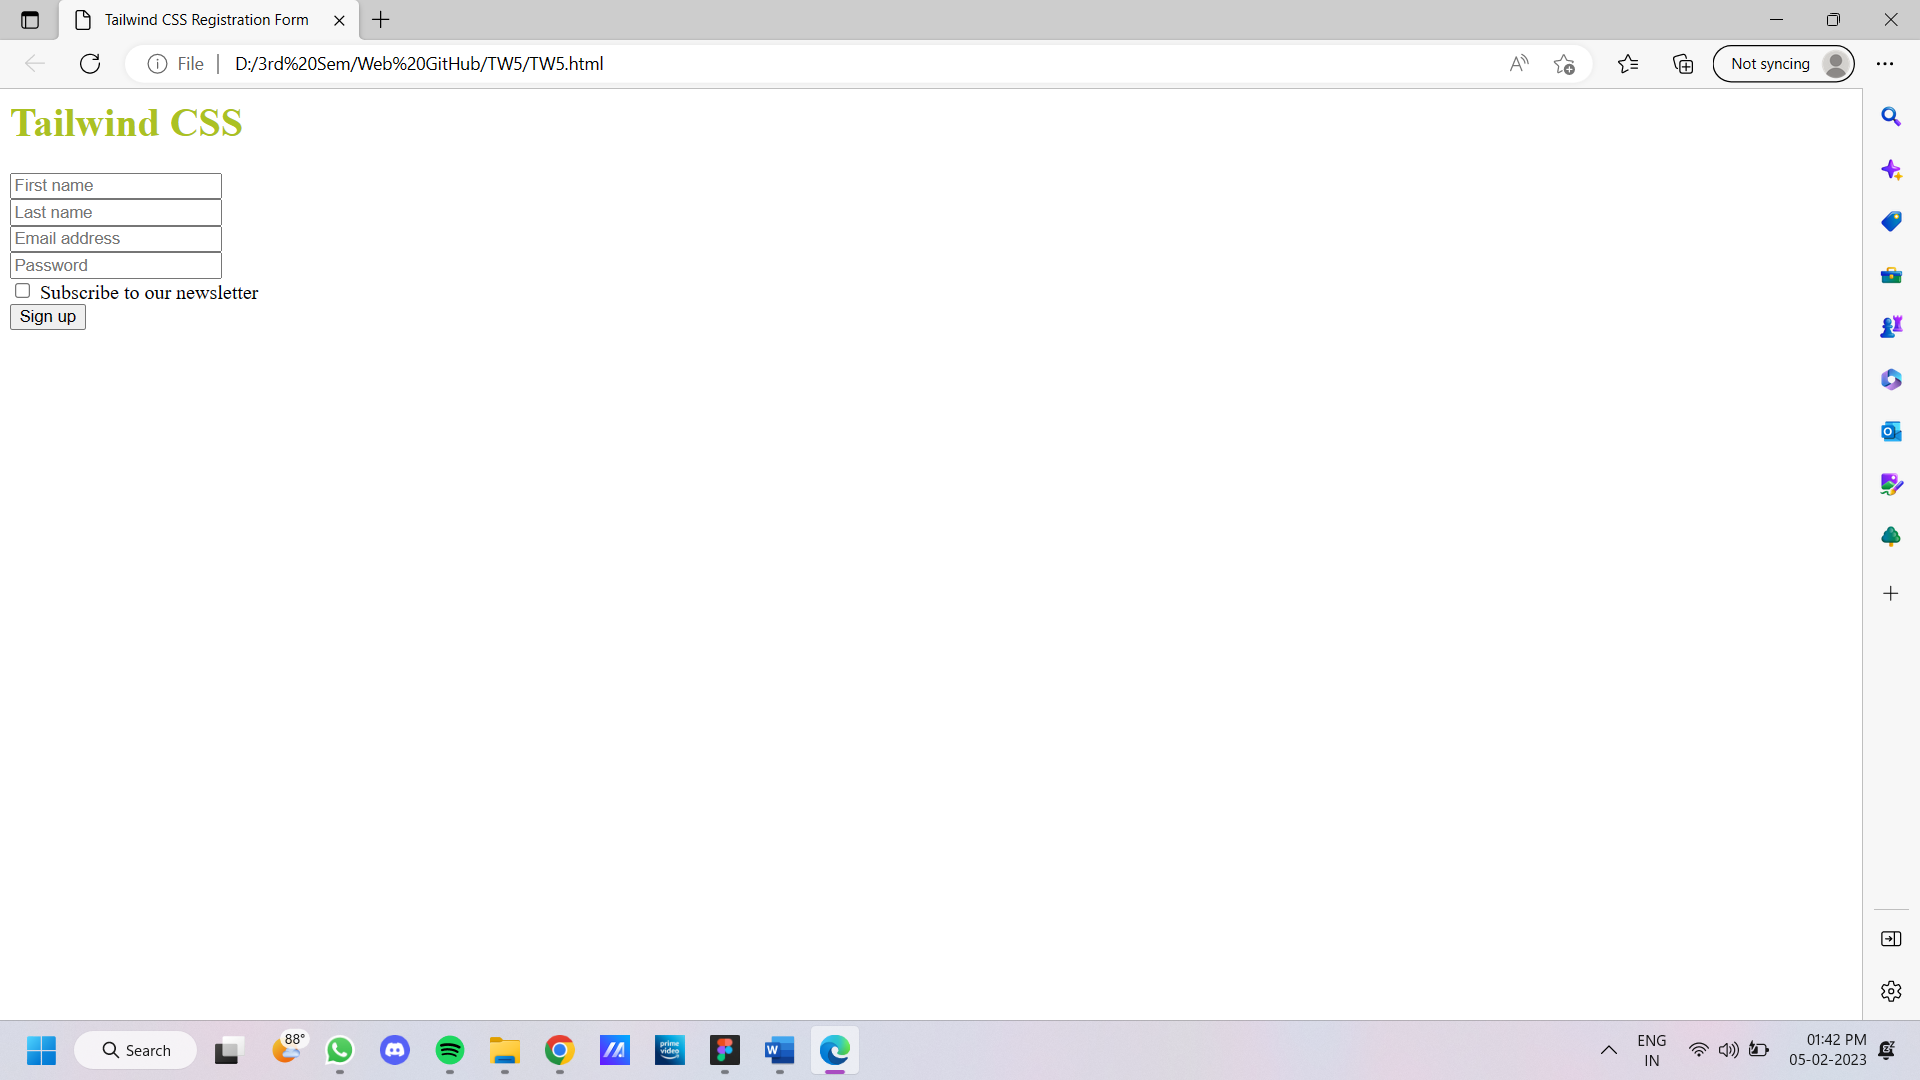 Tailwind CSS Registration Form
File
D:/3rd%20Sem/Web%20GitHub/TW5/TW5.html
Not syncing
Tailwind CSS
First name
Last name
Email address
Password
Subscribe to our newsletter
Sign up
Search
88°
prime video
W
ENG
IN
01:42 PM
05-02-2023